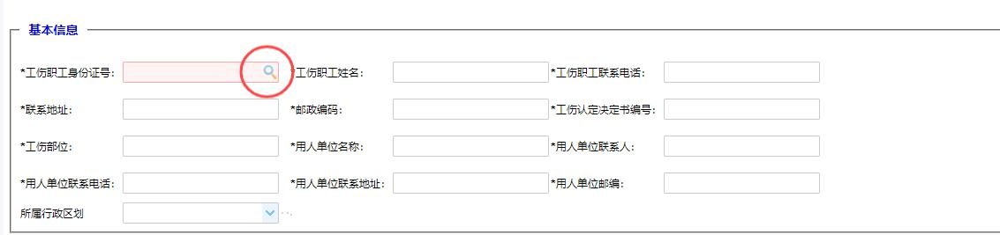 基本信息
*工伤职工身份证号: *工伤职工姓名: *工伤职工联系电话:
*联系地址: *邮政编码: *工伤认定决定书编号:
*工伤部位: *用人单位名称: *用人单位联系人:
*用人单位联系电话: *用人单位联系地址: *用人单位邮编:
所属行政区划